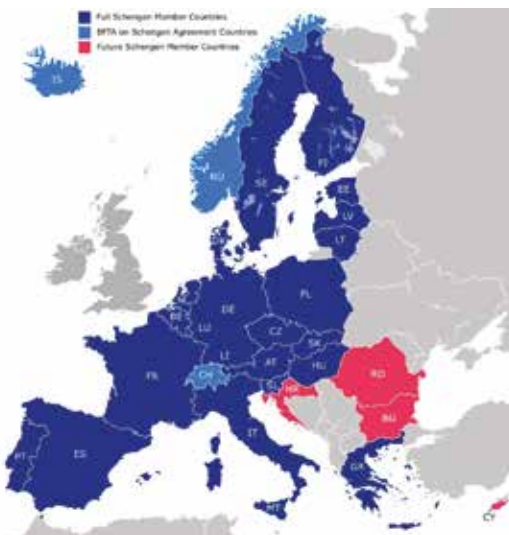 Full Schengen Member Countries
EFTA on Schengen Agreement Countries
Future Schengen Member Countries
IS
NO
SE
FI
EE
LV
LT
DK
NL
BE
DE
PL
LU
CZ
SK
LI
AT
HU
FR
CH
SL
HR
RO
BG
IT
PT
ES
GR
MT
CY